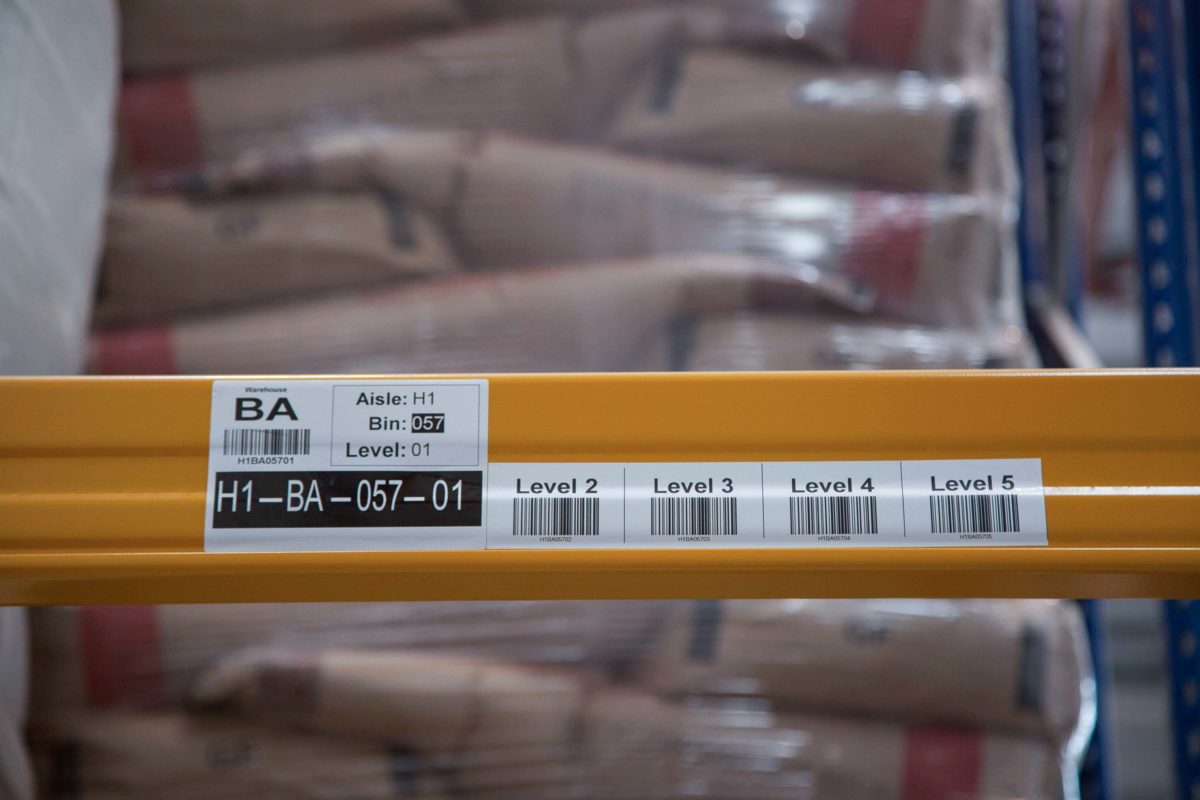 Warehouse
BA
H1BA05701
Aisle: H1
Bin: 057
Level: 01
H1—BA—057—01
Level 2
H1BA05702
Level 3
H1BA05703
Level 4
H1BA05704
Level 5
H1BA05705